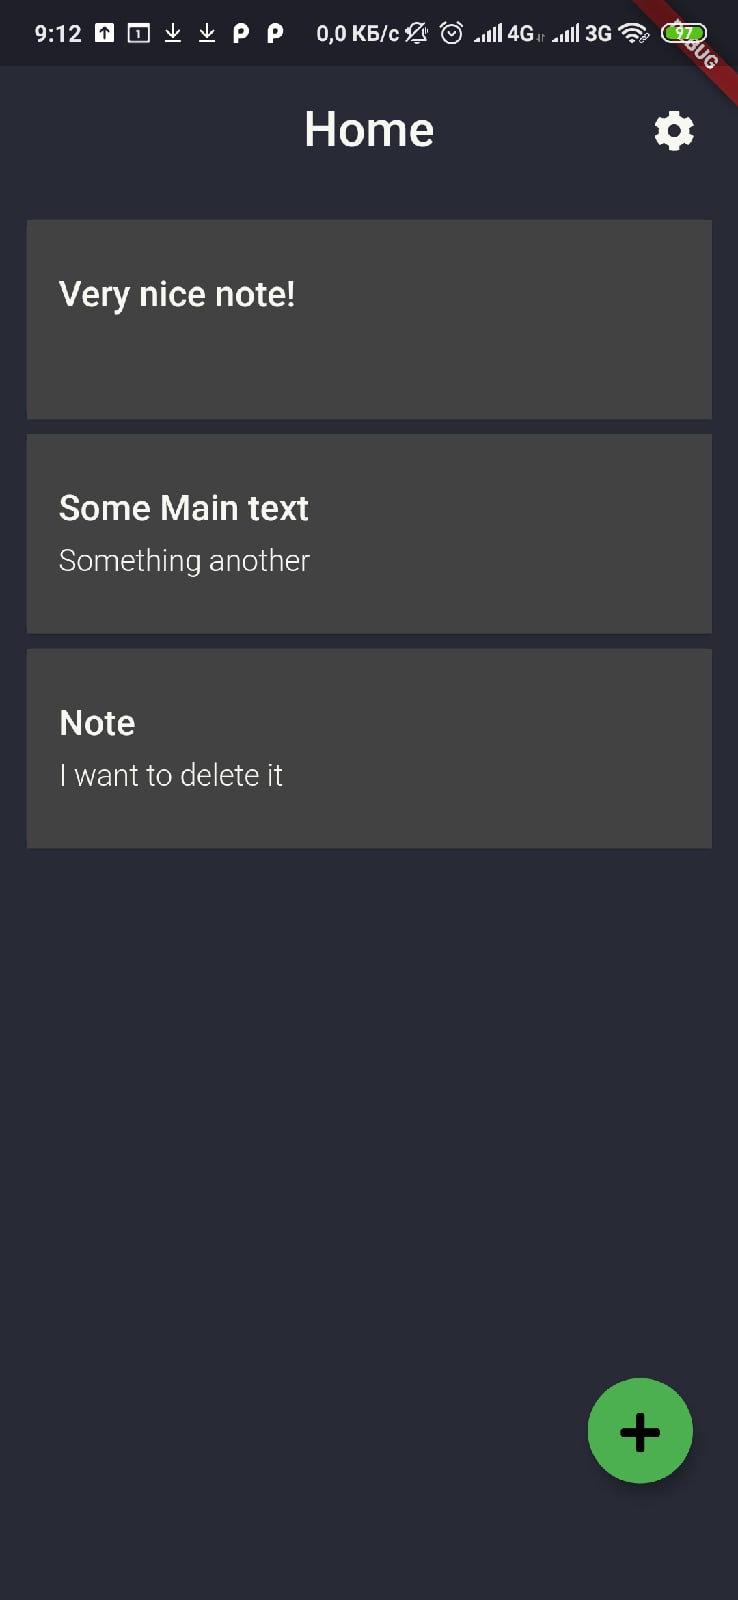 9:12 1 0,0 КБ/с 4G 3G 97
DEBUG
Home
Very nice note!
Some Main text
Something another
Note
I want to delete it